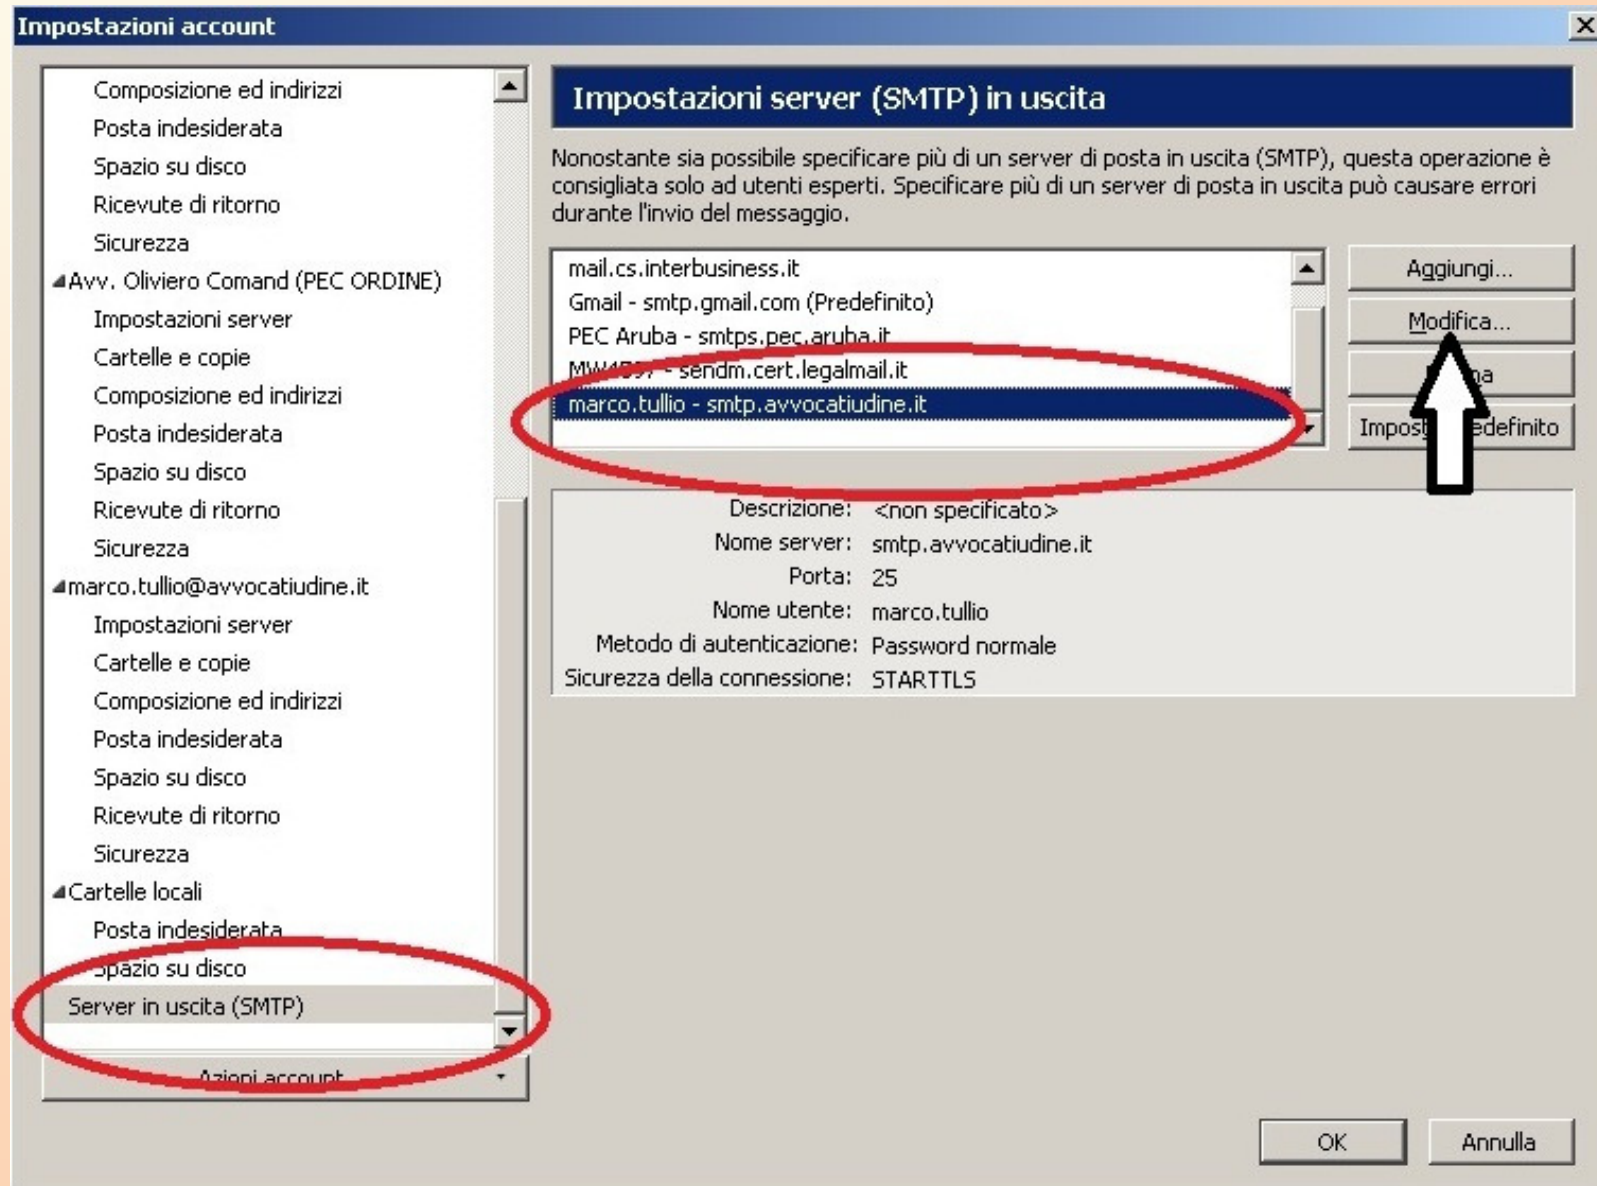 Impostazioni account
Composizione ed indirizzi
Posta indesiderata
Spazio su disco
Ricevute di ritorno
Sicurezza
Avv. Oliviero Comand (PEC ORDINE)
Impostazioni server
Cartelle e copie
Composizione ed indirizzi
Posta indesiderata
Spazio su disco
Ricevute di ritorno
Sicurezza
marco.tullio@avvocatiudine.it
Impostazioni server
Cartelle e copie
Composizione ed indirizzi
Posta indesiderata
Spazio su disco
Ricevute di ritorno
Sicurezza
Cartelle locali
Posta indesiderata
Spazio su disco
Server in uscita (SMTP)
Azioni account
Impostazioni server (SMTP) in uscita
Nonostante sia possibile specificare più di un server di posta in uscita (SMTP), questa operazione è
consigliata solo ad utenti esperti. Specificare più di un server di posta in uscita può causare errori
durante l'invio del messaggio.
mail.cs.interbusiness.it
Gmail - smtp.gmail.com (Predefinito)
PEC Aruba - smtps.pec.aruba.it
- sendm.cert.legalmail.it
marco.tullio - smtp.avvocatiudine.it
Aggiungi...
Modifica...
Descrizione: <non specificato>
Nome server: smtp.avvocatiudine.it
Porta: 25
Nome utente: marco.tullio
Metodo di autenticazione: Password normale
Sicurezza della connessione: STARTTLS
OK
Annulla